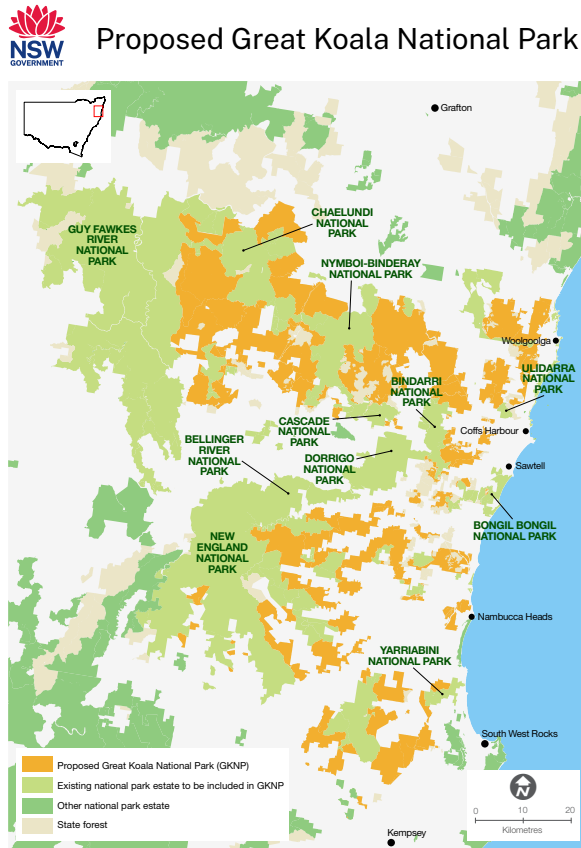 NSW
GOVERNMENT
Proposed Great Koala National Park
Grafton
CHAELUNDI
NATIONAL
PARK
GUY FAWKES
RIVER
NATIONAL
PARK
NYMBOI-BINDERAY
NATIONAL PARK
Woolgoolga
ULIDARRA
NATIONAL
PARK
BINDARRI
NATIONAL
PARK
CASCADE
NATIONAL
PARK
Coffs Harbour
BELLINGER
RIVER
NATIONAL
PARK
DORRIGO
NATIONAL
PARK
Sawtell
BONGIL BONGIL
NATIONAL PARK
NEW
ENGLAND
NATIONAL
PARK
Nambucca Heads
YARRIABINI
NATIONAL PARK
South West Rocks
Proposed Great Koala National Park (GKNP)
Existing national park estate to be included in GKNP
Other national park estate
State forest
N
0 10 20
Kilometres
Kempsey